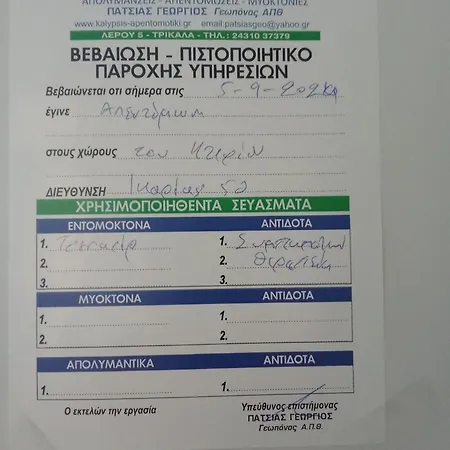 ΑΠΟΛΥΜΑΝΣΕΙΣ - ΑΠΕΝΤΟΜΩΣΕΙΣ - ΜΥΟΚΤΟΝΙΕΣ
ΠΑΤΣΙΑΣ ΓΕΩΡΓΙΟΣ Γεωπόνος ΑΠΘ
www.kalypsis-apentomotiki.gr email:patsiasgeo@yahoo.gr
ΛΕΡΟΥ 5 - ΤΡΙΚΑΛΑ - ΤΗΛ.: 24310 37379
ΒΕΒΑΙΩΣΗ - ΠΙΣΤΟΠΟΙΗΤΙΚΟ
ΠΑΡΟΧΗΣ ΥΠΗΡΕΣΙΩΝ
Βεβαιώνεται οτι σήμερα στις 5-9-2024
έγινε Απεντόμωση
στους χώρους του Κτιρίου
ΔΙΕΥΘΥΝΣΗ Ικαρίας 52
ΧΡΗΣΙΜΟΠΟΙΗΘΕΝΤΑ ΣΕΥΑΣΜΑΤΑ
ΕΝΤΟΜΟΚΤΟΝΑ ΑΝΤΙΔΟΤΑ
1. 1. Συμπτωματική
2. 2. Θεραπεία
3. 3.
ΜΥΟΚΤΟΝΑ ΑΝΤΙΔΟΤΑ
1. 1.
2. 2.
ΑΠΟΛΥΜΑΝΤΙΚΑ ΑΝΤΙΔΟΤΑ
1. 1.
Ο εκτελών την εργασία Υπεύθυνος επιστήμονας
ΠΑΤΣΙΑΣ ΓΕΩΡΓΙΟΣ
Γεωπόνος Α.Π.Θ.